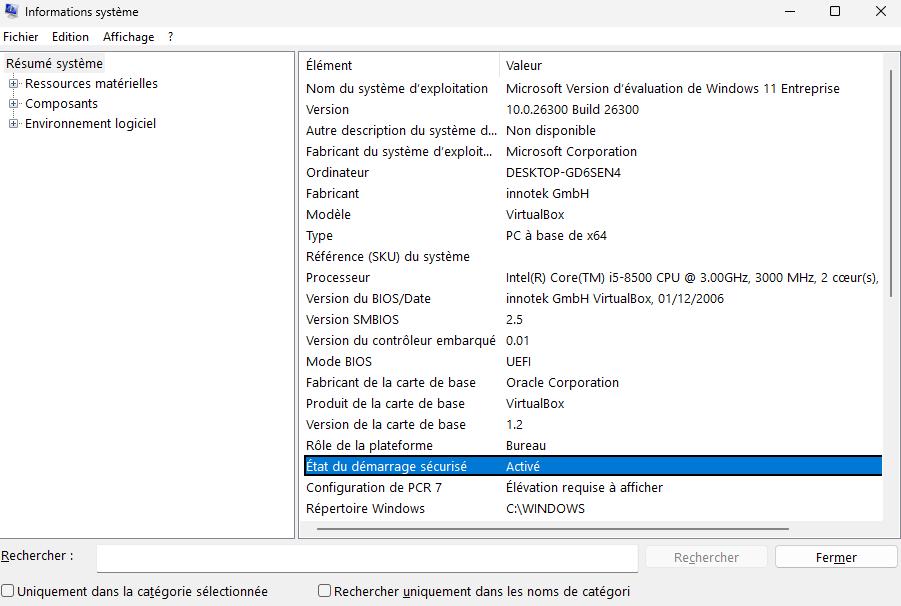 Informations système
Fichier Edition Affichage ?
Résumé système
Ressources matérielles
Composants
Environnement logiciel
Élément Valeur
Nom du système d'exploitation Microsoft Version d'évaluation de Windows 11 Entreprise
Version 10.0.26300 Build 26300
Autre description du système d... Non disponible
Fabricant du système d'exploit... Microsoft Corporation
Ordinateur DESKTOP-GD6SEN4
Fabricant innotek GmbH
Modèle VirtualBox
Type PC à base de x64
Référence (SKU) du système
Processeur Intel(R) Core(TM) i5-8500 CPU @ 3.00GHz, 3000 MHz, 2 cœur(s),
Version du BIOS/Date innotek GmbH VirtualBox, 01/12/2006
Version SMBIOS 2.5
Version du contrôleur embarqué 0.01
Mode BIOS UEFI
Fabricant de la carte de base Oracle Corporation
Produit de la carte de base VirtualBox
Version de la carte de base 1.2
Rôle de la plateforme Bureau
État du démarrage sécurisé Activé
Configuration de PCR 7 Élévation requise à afficher
Répertoire Windows C:\WINDOWS
Rechercher : Rechercher Fermer
Uniquement dans la catégorie sélectionnée Rechercher uniquement dans les noms de catégori